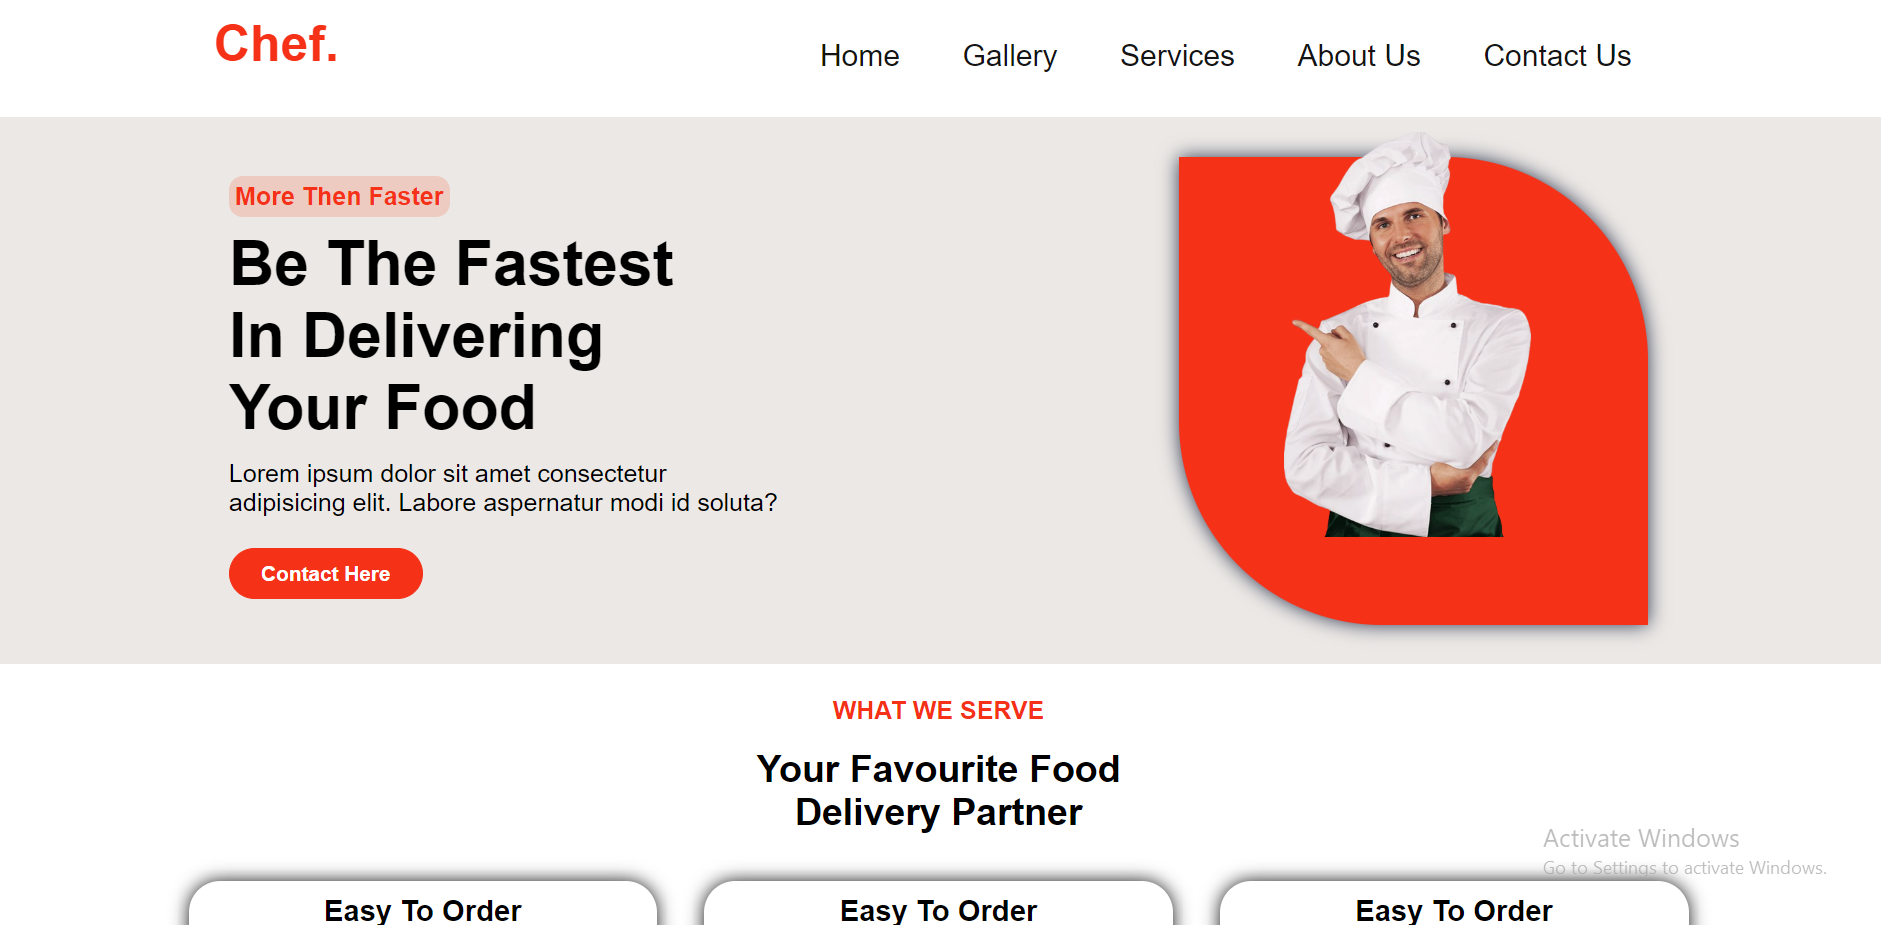 Chef.
Home Gallery Services About Us Contact Us
More Then Faster
Be The Fastest
In Delivering
Your Food
Lorem ipsum dolor sit amet consectetur
adipisicing elit. Labore aspernatur modi id soluta?
Contact Here
WHAT WE SERVE
Your Favourite Food
Delivery Partner
Activate Windows
Go to Settings to activate Windows.
Easy To Order Easy To Order Easy To Order